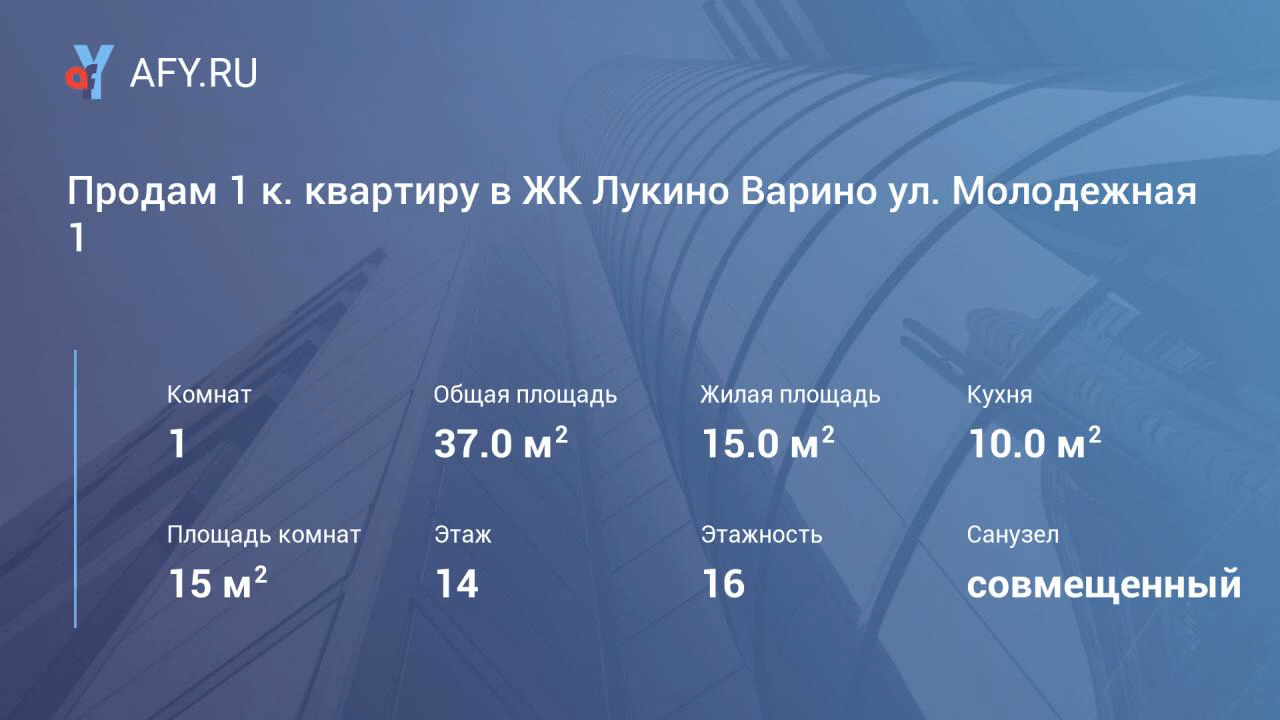 AFY.RU
Продам 1 к. квартиру в ЖК Лукино Варино ул. Молодежная
1
Комнат
1
Общая площадь
37.0 м²
Жилая площадь
15.0 м²
Кухня
10.0 м²
Площадь комнат
15 м²
Этаж
14
Этажность
16
Санузел
совмещенный